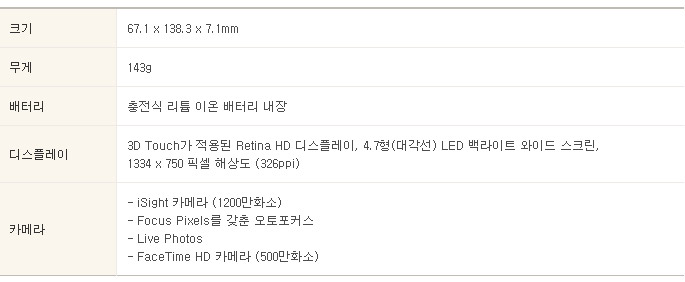 크기
67.1 x 138.3 x 7.1mm
무게
143g
배터리
충전식 리튬 이온 배터리 내장
디스플레이
3D Touch가 적용된 Retina HD 디스플레이, 4.7형(대각선) LED 백라이트 와이드 스크린,
1334 x 750 픽셀 해상도 (326ppi)
카메라
- iSight 카메라 (1200만화소)
- Focus Pixels를 갖춘 오토포커스
- Live Photos
- FaceTime HD 카메라 (500만화소)